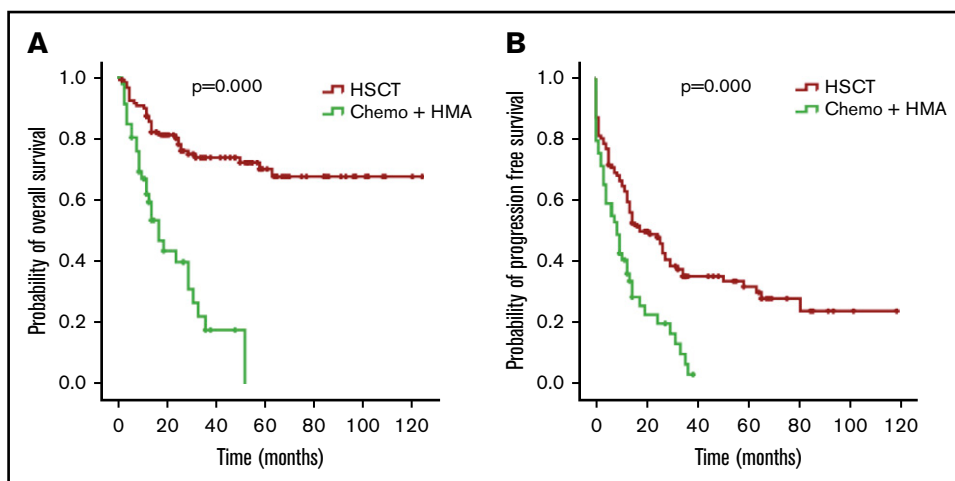 A
Probability of overall survival
1.0
0.8
0.6
0.4
0.2
0.0
p=0.000
HSCT
Chemo + HMA
0 20 40 60 80 100 120
Time (months)
B
Probability of progression free survival
1.0
0.8
0.6
0.4
0.2
0.0
p=0.000
HSCT
Chemo + HMA
0 20 40 60 80 100 120
Time (months)